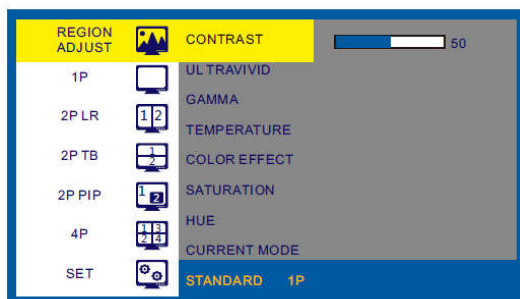 REGION ADJUST
CONTRAST
50
1P
ULTRAVIVID
GAMMA
2P LR
1 2
TEMPERATURE
2P TB
1
2
COLOR EFFECT
2P PIP
1 2
SATURATION
HUE
4P
1 3
2 4
CURRENT MODE
SET
STANDARD 1P